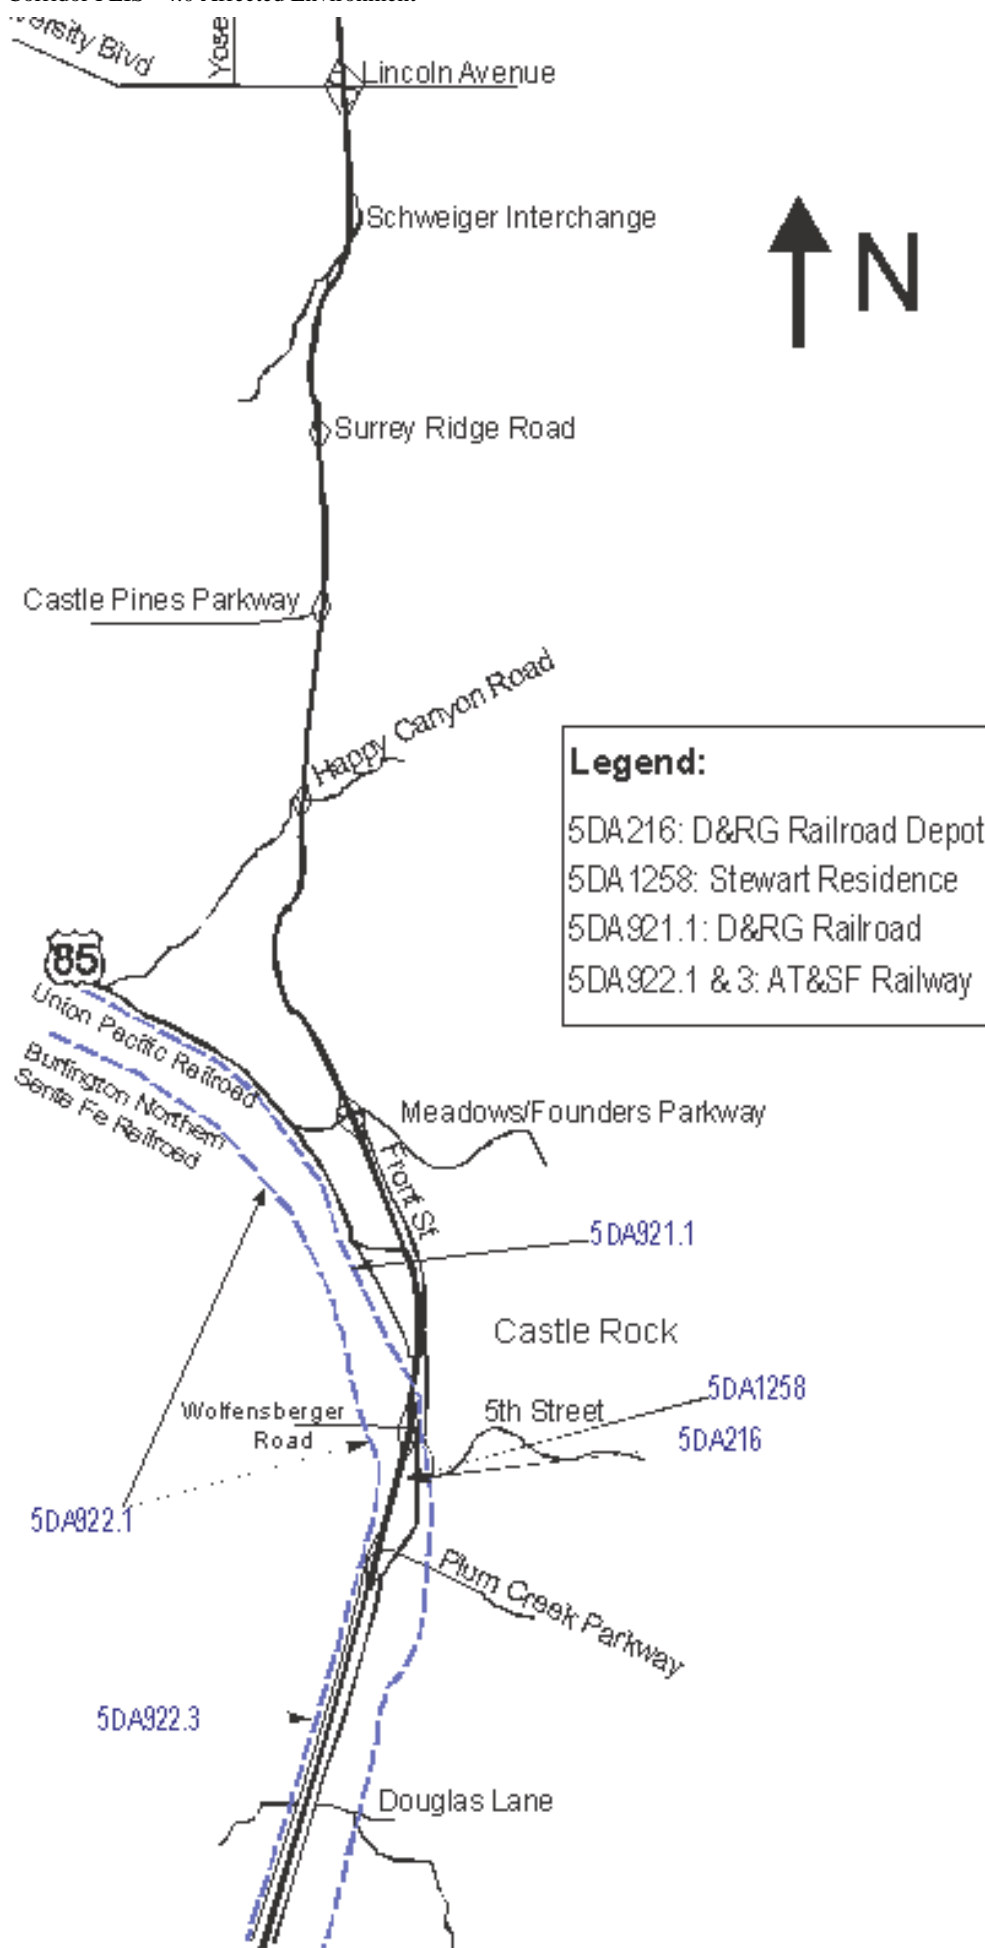 Lincoln Avenue
Schweiger Interchange
N
Surrey Ridge Road
Castle Pines Parkway
Happy Canyon Road
Legend:
5DA216: D&RG Railroad Depot
5DA1258: Stewart Residence
5DA921.1: D&RG Railroad
5DA922.1 & 3: AT&SF Railway
85
Union Pacific Railroad
Burlington Northern
Sante Fe Railroad
Meadows/Founders Parkway
Front St
5DA921.1
Castle Rock
5DA1258
5th Street
5DA216
Wolfensberger
Road
5DA922.1
Plum Creek Parkway
5DA922.3
Douglas Lane